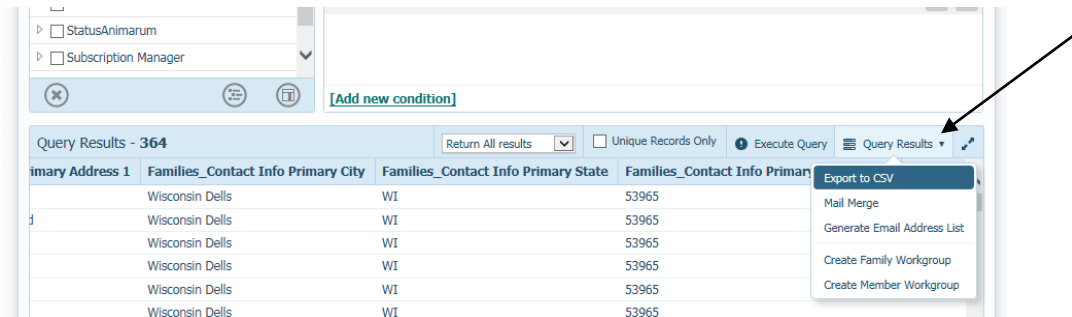 StatusAnimarum
Subscription Manager
[Add new condition]
Query Results - 364 Return All results Unique Records Only Execute Query Query Results
rimary Address 1 Families_Contact Info Primary City Families_Contact Info Primary State Families_Contact Info Primary
Wisconsin Dells WI 53965
d Wisconsin Dells WI 53965
Wisconsin Dells WI 53965
Wisconsin Dells WI 53965
Wisconsin Dells WI 53965
Wisconsin Dells WI 53965
Export to CSV
Mail Merge
Generate Email Address List
Create Family Workgroup
Create Member Workgroup